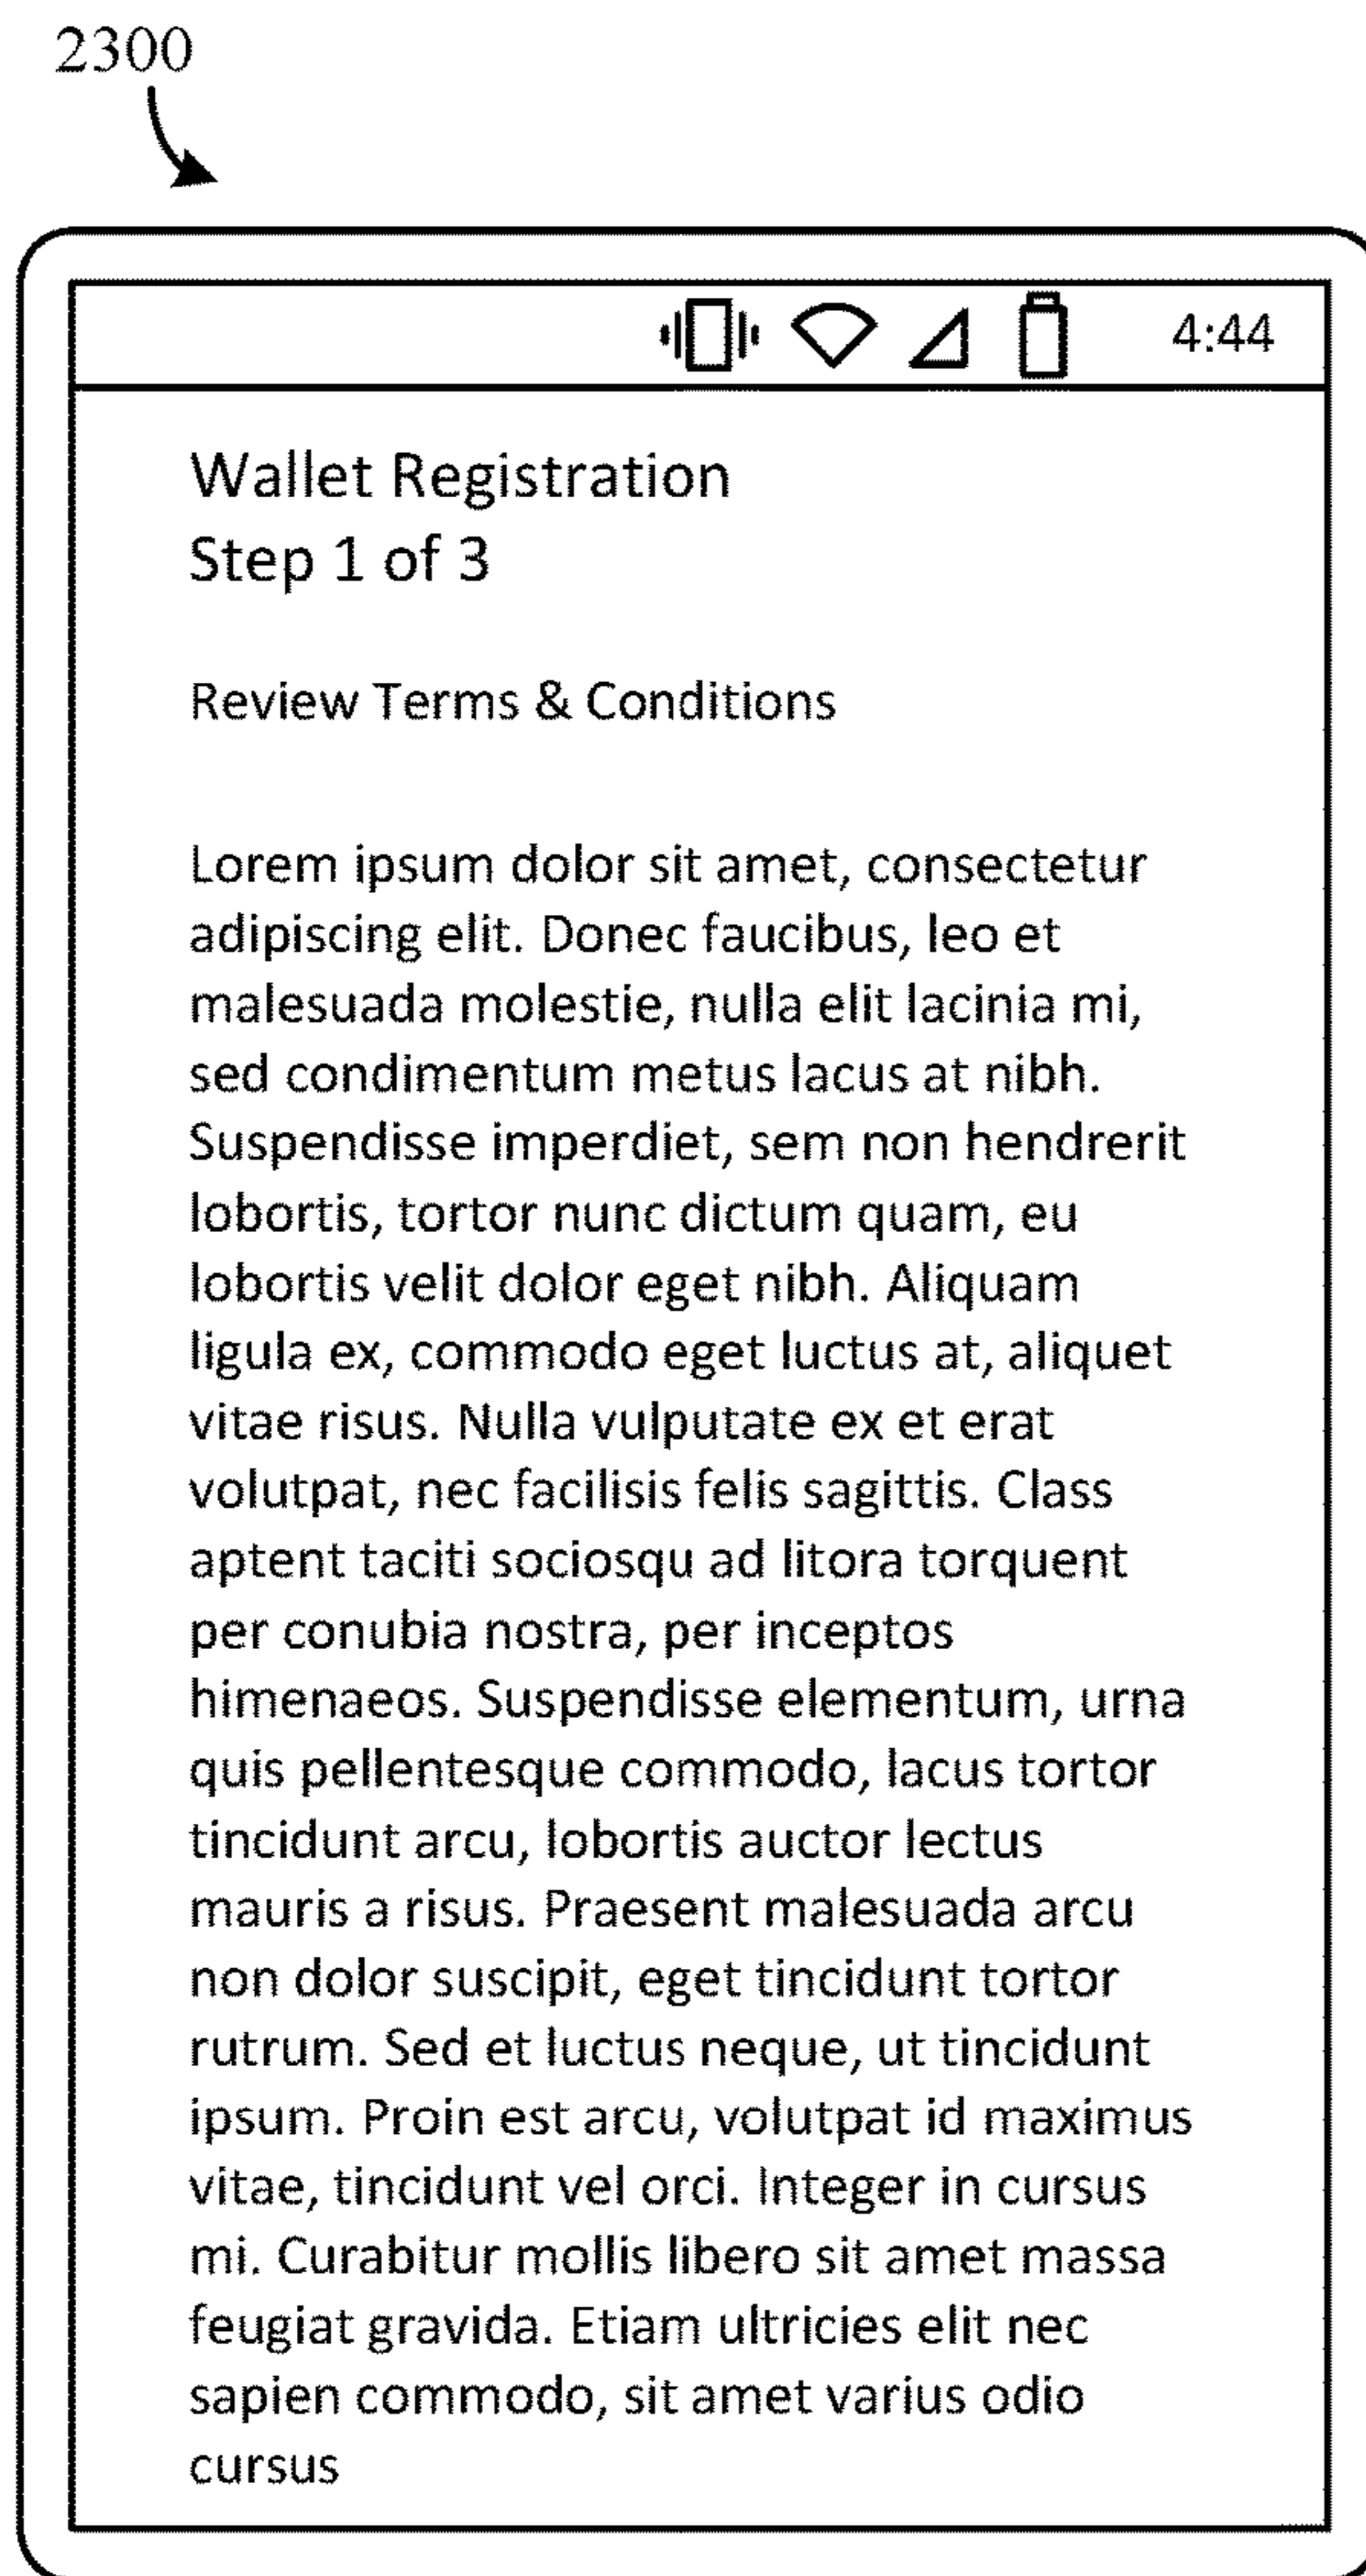 2300
4:44
Wallet Registration
Step 1 of 3
Review Terms & Conditions
Lorem ipsum dolor sit amet, consectetur
adipiscing elit. Donec faucibus, leo et
malesuada molestie, nulla elit lacinia mi,
sed condimentum metus lacus at nibh.
Suspendisse imperdiet, sem non hendrerit
lobortis, tortor nunc dictum quam, eu
lobortis velit dolor eget nibh. Aliquam
ligula ex, commodo eget luctus at, aliquet
vitae risus. Nulla vulputate ex et erat
volutpat, nec facilisis felis sagittis. Class
aptent taciti sociosqu ad litora torquent
per conubia nostra, per inceptos
himenaeos. Suspendisse elementum, urna
quis pellentesque commodo, lacus tortor
tincidunt arcu, lobortis auctor lectus
mauris a risus. Praesent malesuada arcu
non dolor suscipit, eget tincidunt tortor
rutrum. Sed et luctus neque, ut tincidunt
ipsum. Proin est arcu, volutpat id maximus
vitae, tincidunt vel orci. Integer in cursus
mi. Curabitur mollis libero sit amet massa
feugiat gravida. Etiam ultricies elit nec
sapien commodo, sit amet varius odio
cursus